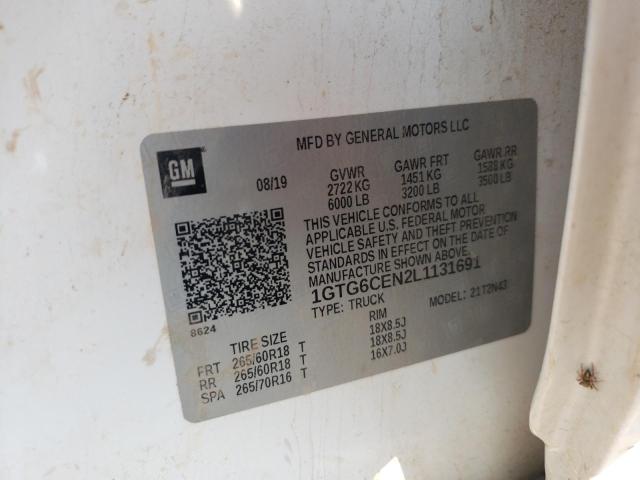 MFD BY GENERAL MOTORS LLC
GM
08/19
GVWR GAWR FRT GAWR RR
2722 KG 1451 KG 1588 KG
6000 LB 3200 LB 3500 LB
THIS VEHICLE CONFORMS TO ALL
APPLICABLE U.S. FEDERAL MOTOR
VEHICLE SAFETY AND THEFT PREVENTION
STANDARDS IN EFFECT ON THE DATE OF
MANUFACTURE SHOWN ABOVE.
1GTG6CEN2L1131691
TYPE: TRUCK MODEL: 21T2N43
8624
TIRE SIZE RIM
FRT 265/60R18 T 18X8.5J
RR 265/60R18 T 18X8.5J
SPA 265/70R16 T 16X7.0J